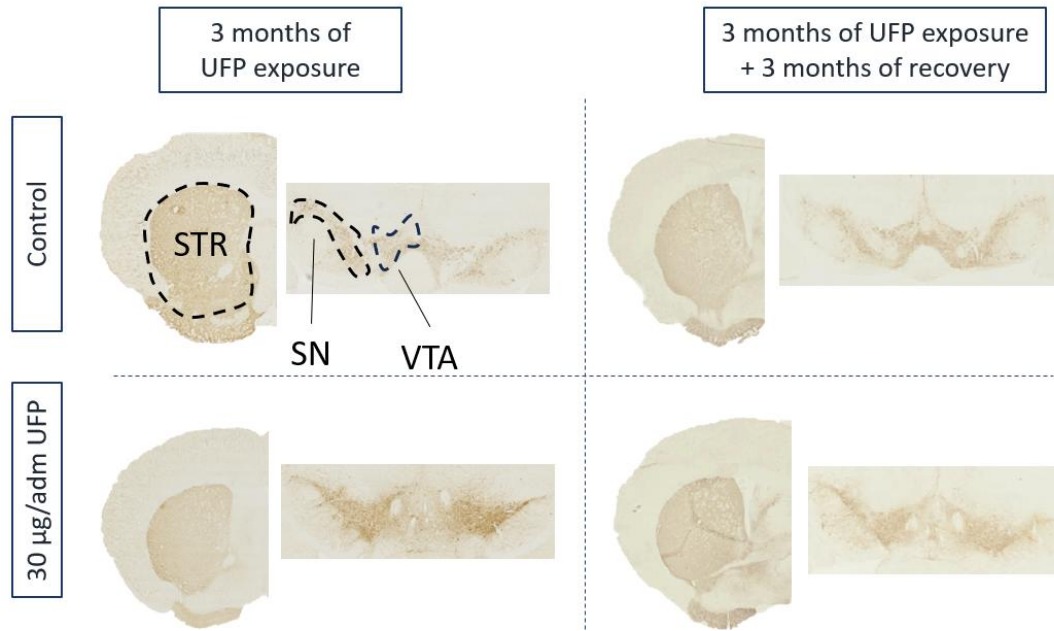 3 months of
UFP exposure
3 months of UFP exposure
+ 3 months of recovery
Control
STR
SN
VTA
30 µg/adm UFP